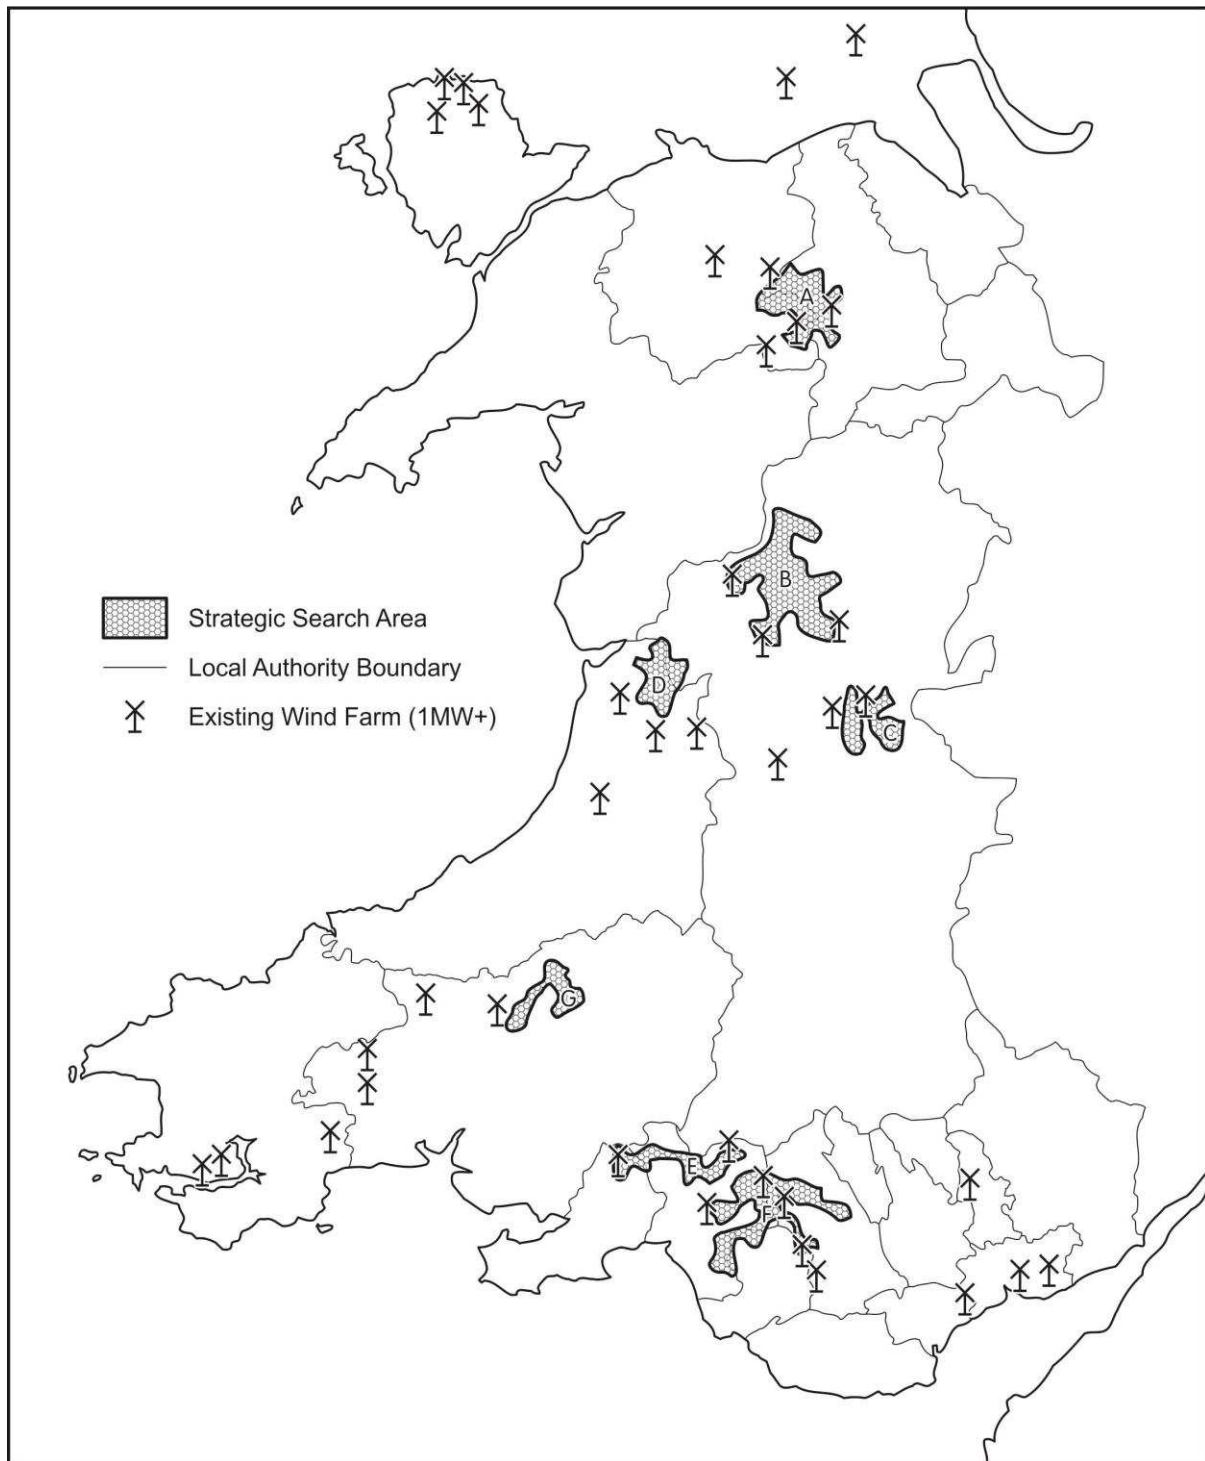 A
B
Strategic Search Area
Local Authority Boundary
D
Existing Wind Farm (1MW+)
C
G
E
F